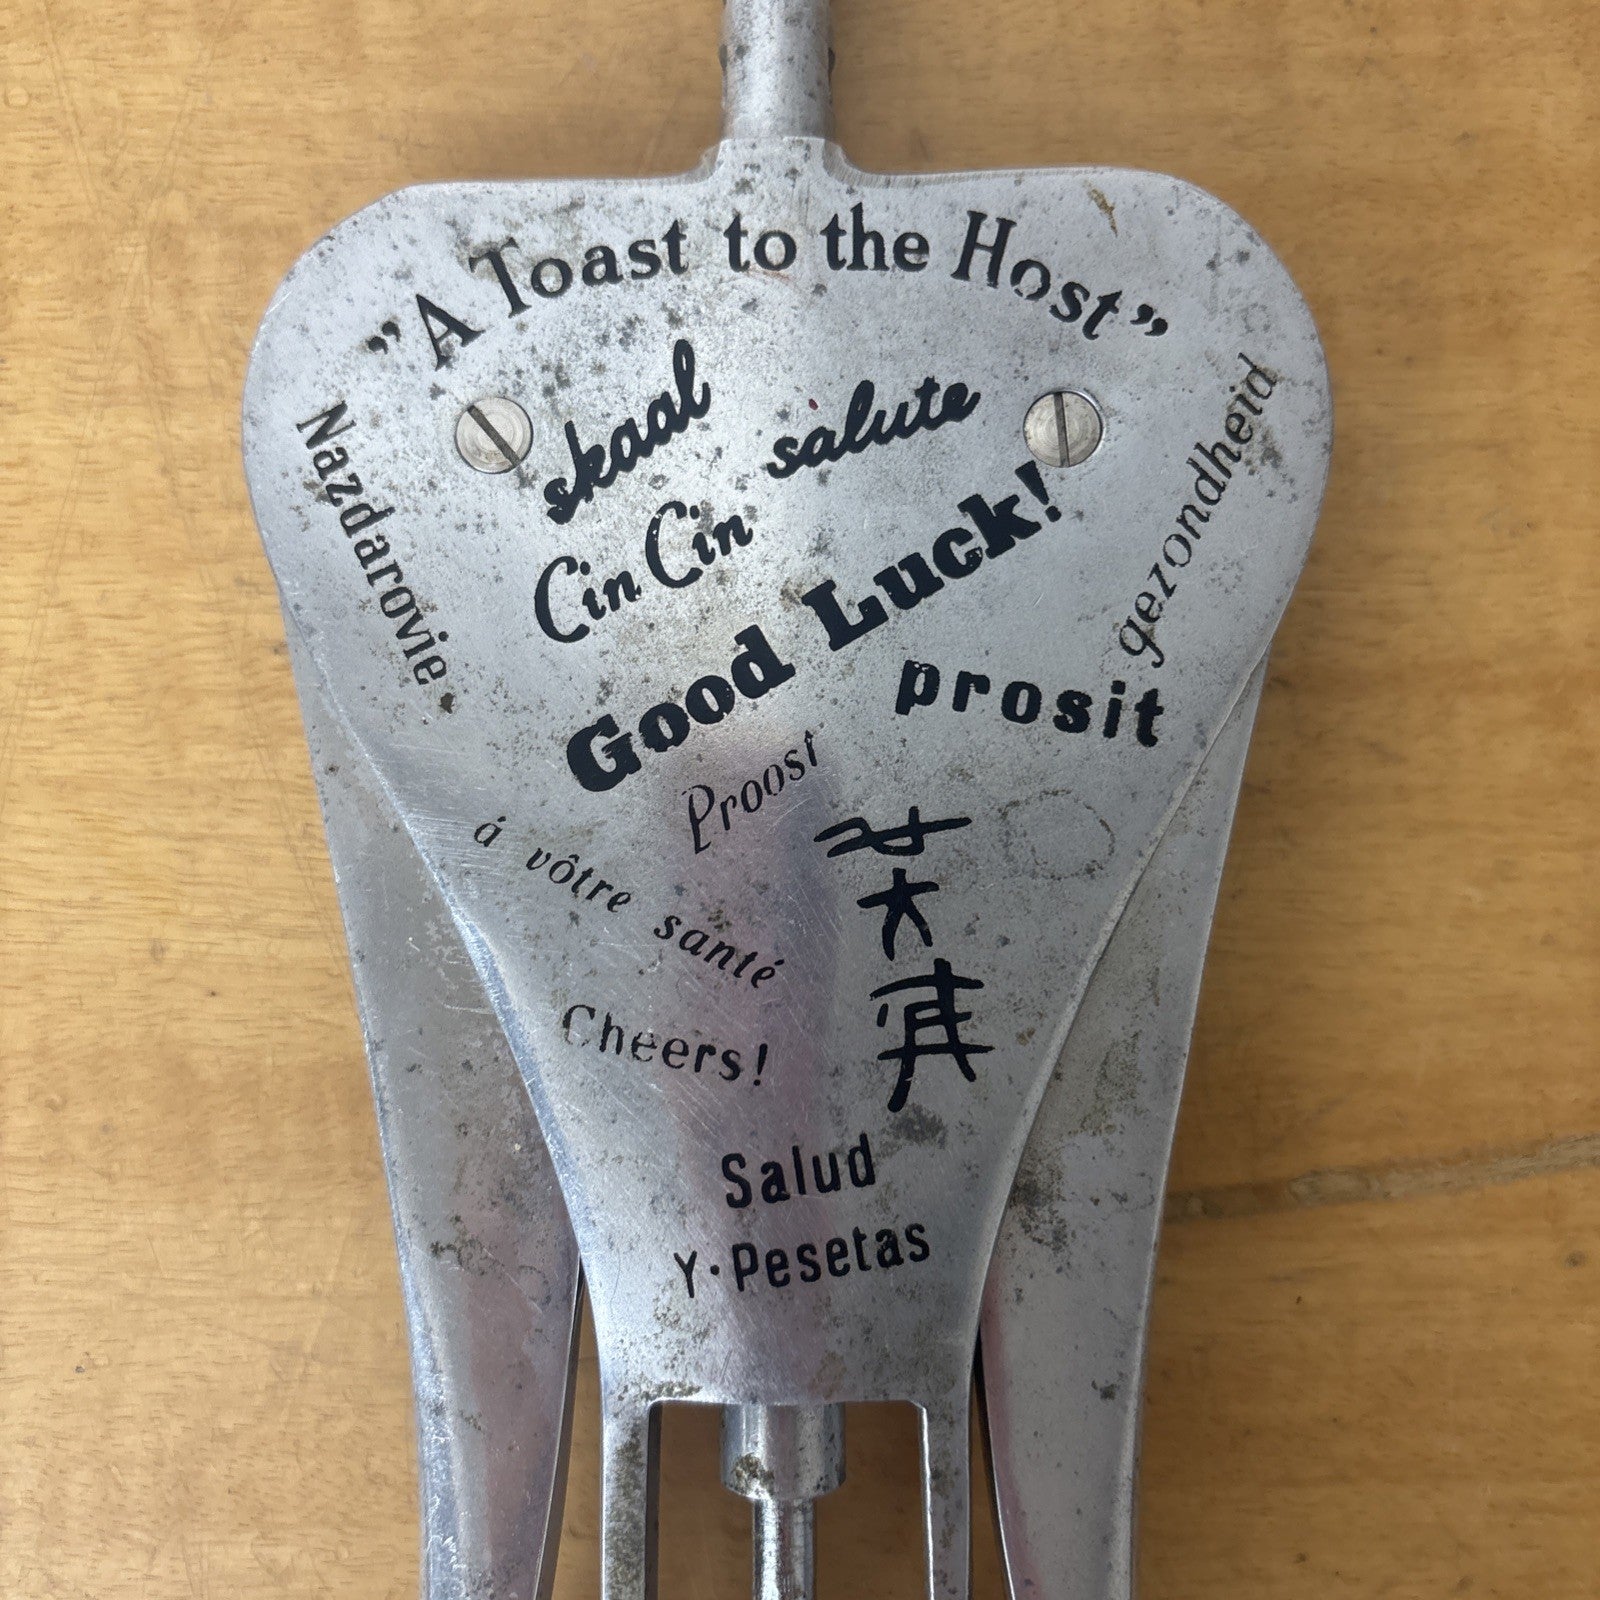 ”A Toast to the Host”
Nazdarovie
skaal
salute
gezondheid
Cin Cin
Good Luck!
prosit
Proost
á vôtre santé
Cheers!
Salud
Y·Pesetas